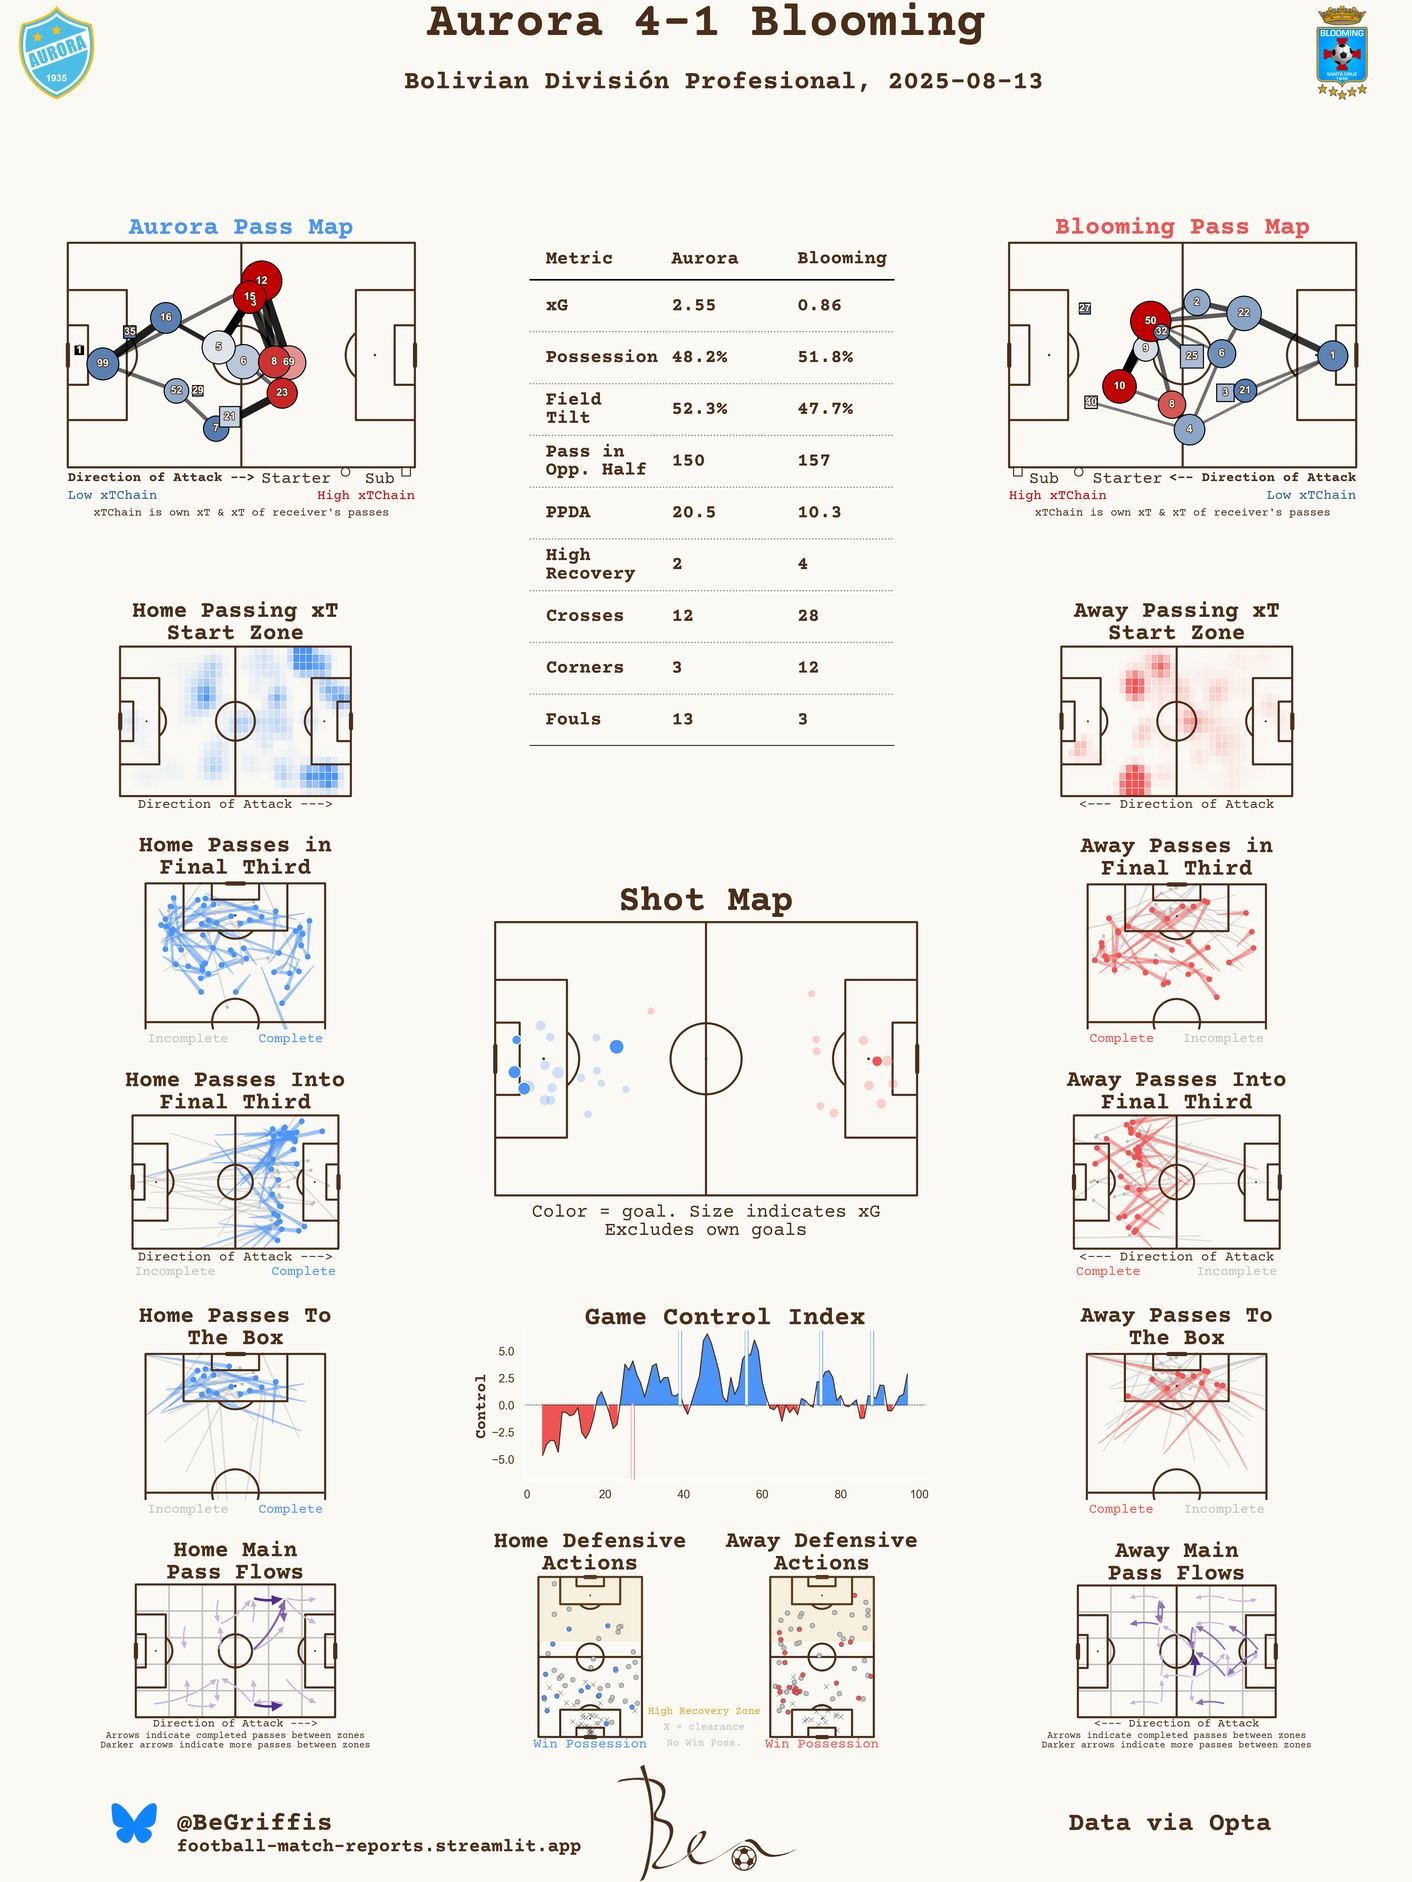 Aurora 4-1 Blooming
Bolivian División Profesional, 2025-08-13
AURORA
1935
BLOOMING
SANTA CRUZ
1946
Aurora Pass Map
12
15
3
16
35
1
99
5
6
8
69
23
52
29
21
7
Direction of Attack --> Starter Sub
Low xTChain High xTChain
xTChain is own xT & xT of receiver's passes
Metric Aurora Blooming
xG 2.55 0.86
Possession 48.2% 51.8%
Field
Tilt 52.3% 47.7%
Pass in
Opp. Half 150 157
PPDA 20.5 10.3
High
Recovery 2 4
Crosses 12 28
Corners 3 12
Fouls 13 3
Blooming Pass Map
27
2
22
50
32
9
25
6
1
10
3
21
40
8
4
Sub Starter <-- Direction of Attack
High xTChain Low xTChain
xTChain is own xT & xT of receiver's passes
Home Passing xT
Start Zone
Direction of Attack --->
Away Passing xT
Start Zone
<--- Direction of Attack
Home Passes in
Final Third
Incomplete Complete
Away Passes in
Final Third
Complete Incomplete
Shot Map
Color = goal. Size indicates xG
Excludes own goals
Home Passes Into
Final Third
Direction of Attack --->
Incomplete Complete
Away Passes Into
Final Third
<--- Direction of Attack
Complete Incomplete
Home Passes To
The Box
Incomplete Complete
Game Control Index
Control
5.0
2.5
0.0
−2.5
−5.0
0 20 40 60 80 100
Away Passes To
The Box
Complete Incomplete
Home Main
Pass Flows
Direction of Attack --->
Arrows indicate completed passes between zones
Darker arrows indicate more passes between zones
Home Defensive
Actions
Win Possession
High Recovery Zone
X = clearance
No Win Poss.
Away Defensive
Actions
Win Possession
Away Main
Pass Flows
<--- Direction of Attack
Arrows indicate completed passes between zones
Darker arrows indicate more passes between zones
@BeGriffis
football-match-reports.streamlit.app
Ben
Data via Opta